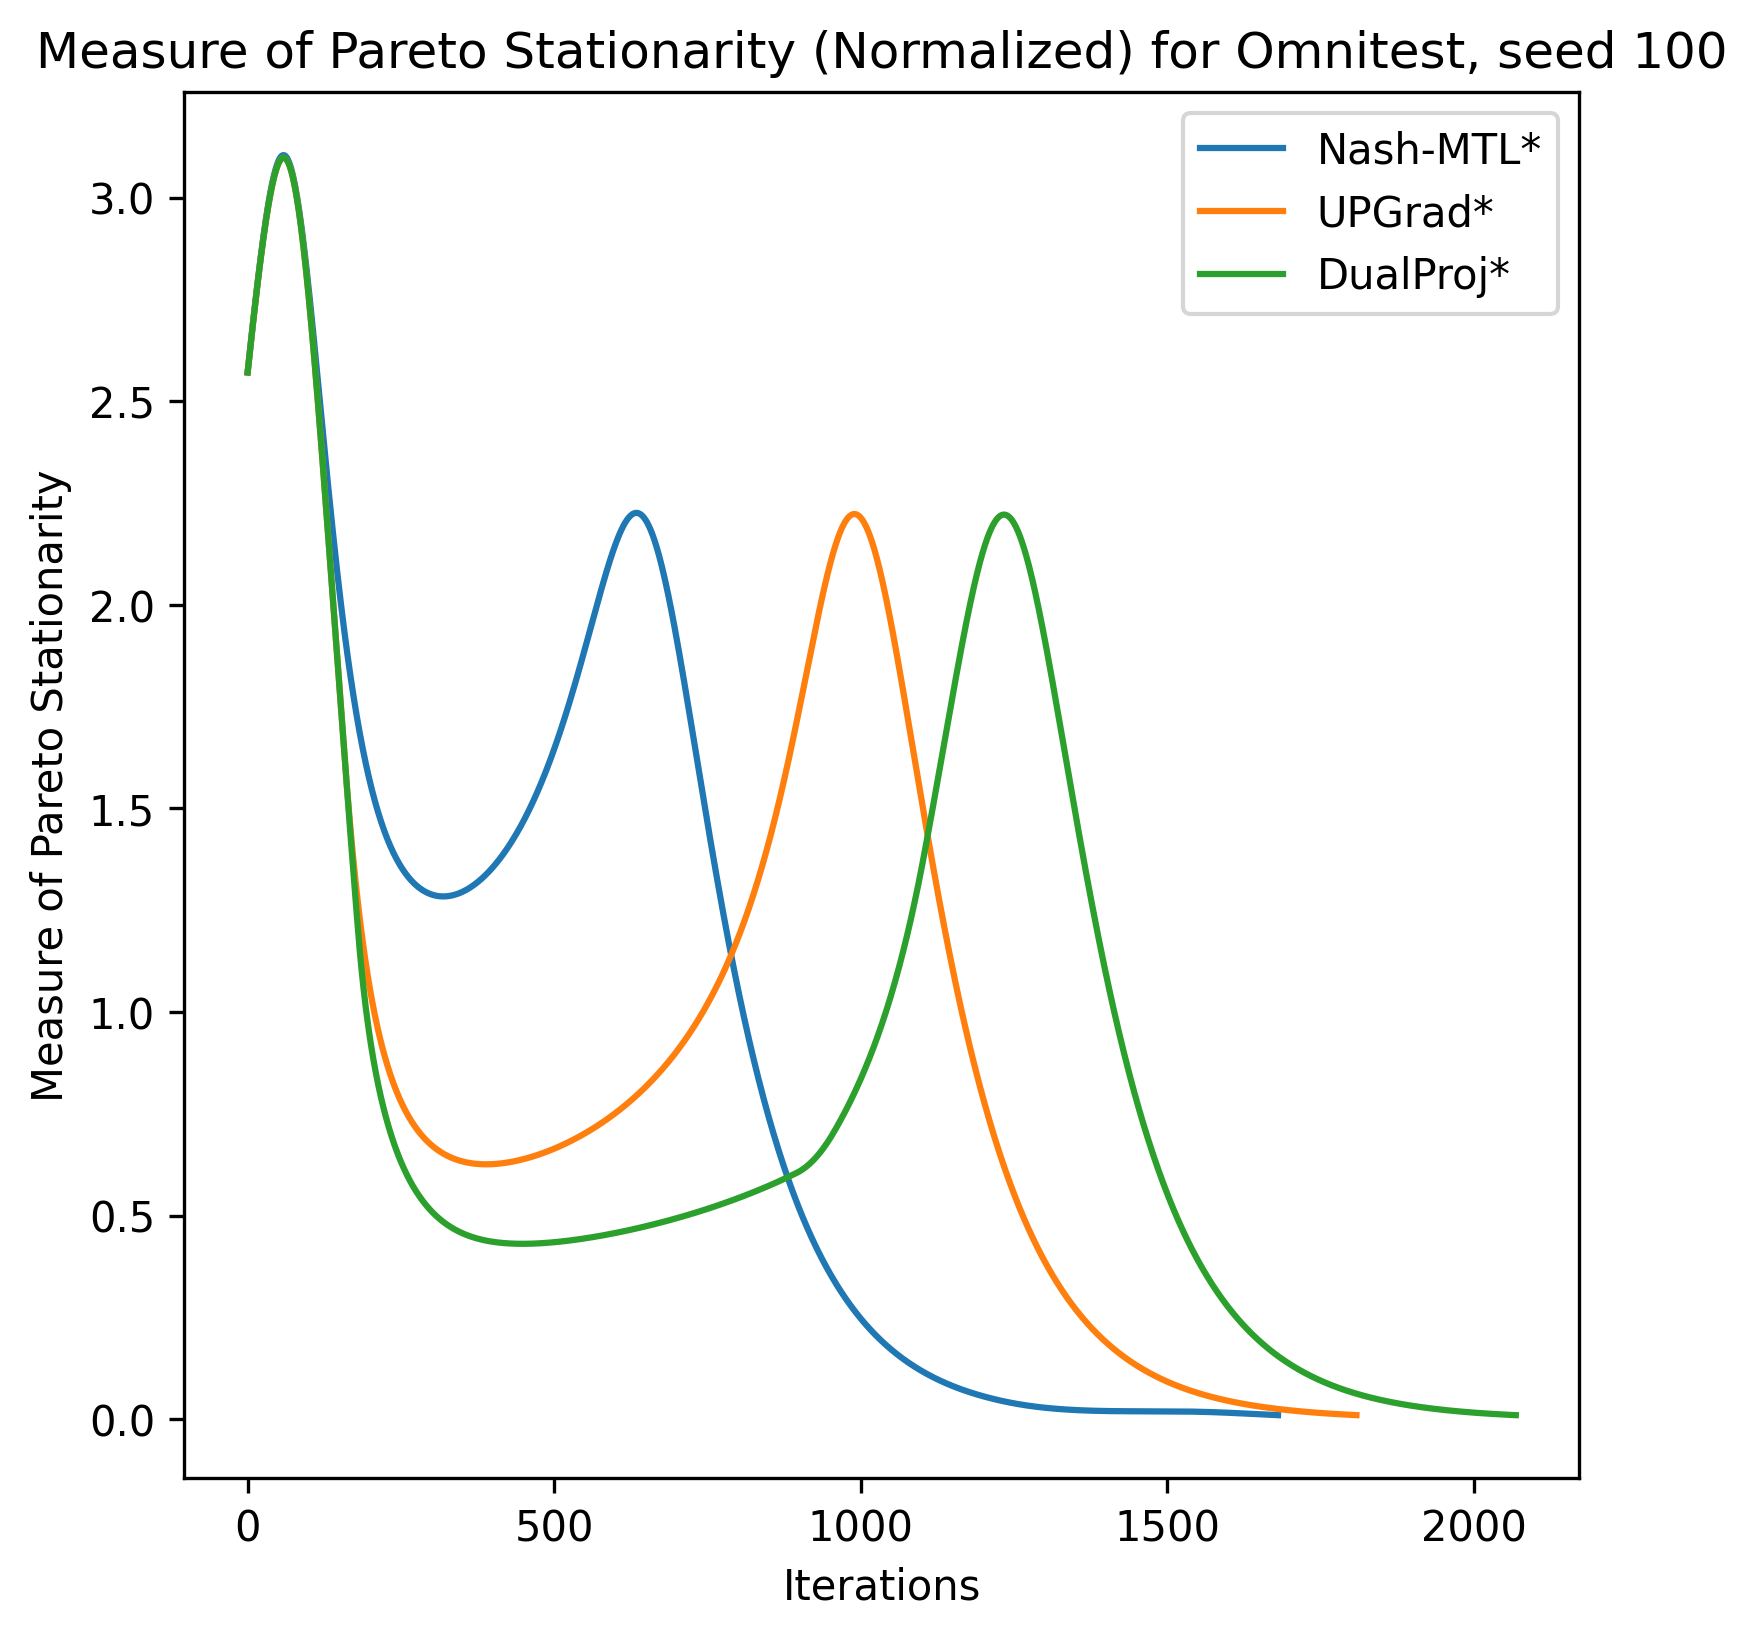 Measure of Pareto Stationarity (Normalized) for Omnitest, seed 100
Nash-MTL*
UPGrad*
DualProj*
Measure of Pareto Stationarity
3.0
2.5
2.0
1.5
1.0
0.5
0.0
0
500
1000
1500
2000
Iterations